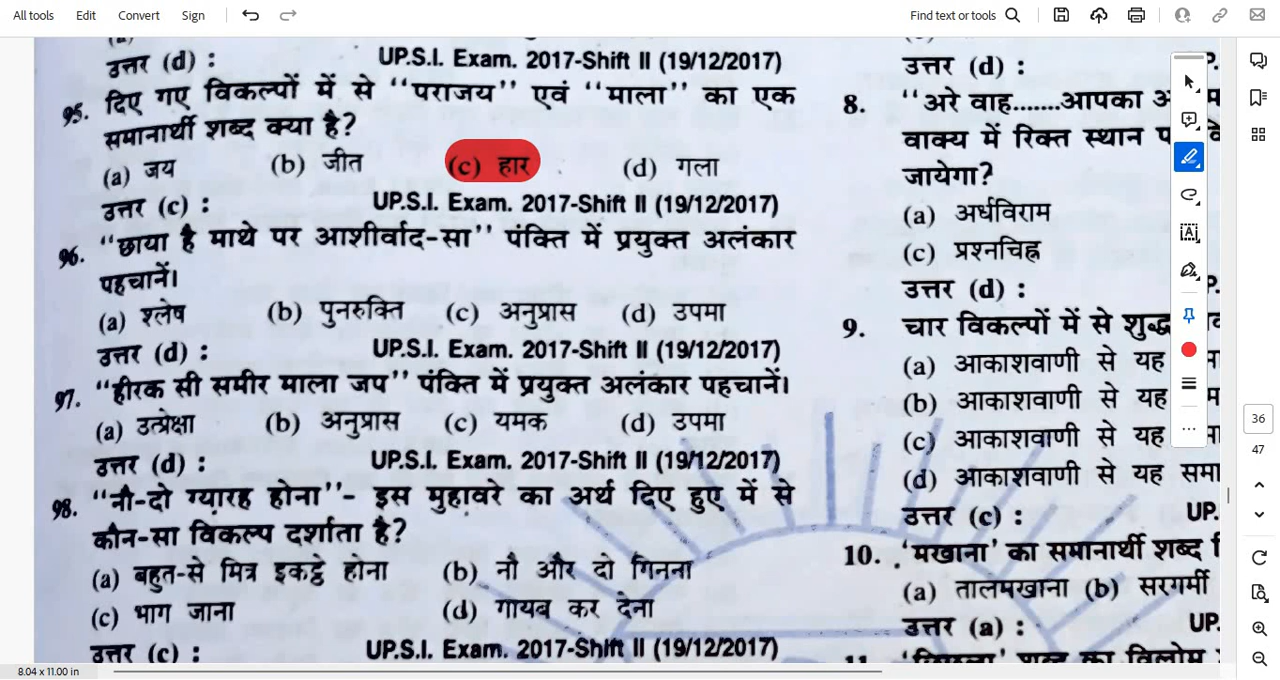 All tools Edit Convert Sign Find text or tools
उत्तर (d) : UP.S.I. Exam. 2017-Shift II (19/12/2017)
95. दिए गए विकल्पों में से “पराजय” एवं “माला” का एक
समानार्थी शब्द क्या है?
(a) जय (b) जीत (c) हार (d) गला
उत्तर (c) : UP.S.I. Exam. 2017-Shift II (19/12/2017)
96. “छाया है माथे पर आशीर्वाद-सा” पंक्ति में प्रयुक्त अलंकार
पहचानें।
(a) श्लेष (b) पुनरुक्ति (c) अनुप्रास (d) उपमा
उत्तर (d) : UP.S.I. Exam. 2017-Shift II (19/12/2017)
97. “हीरक सी समीर माला जप” पंक्ति में प्रयुक्त अलंकार पहचानें।
(a) उत्प्रेक्षा (b) अनुप्रास (c) यमक (d) उपमा
उत्तर (d) : UP.S.I. Exam. 2017-Shift II (19/12/2017)
98. “नौ-दो ग्यारह होना”- इस मुहावरे का अर्थ दिए हुए में से
कौन-सा विकल्प दर्शाता है?
(a) बहुत-से मित्र इकट्ठे होना (b) नौ और दो गिनना
(c) भाग जाना (d) गायब कर देना
उत्तर (c) : UP.S.I. Exam. 2017-Shift II (19/12/2017)
उत्तर (d) :
8. “अरे वाह.......आपका
वाक्य में रिक्त स्थान
जायेगा?
(a) अर्धविराम
(c) प्रश्नचिह्न
उत्तर (d) :
9. चार विकल्पों में से शुद्ध
(a) आकाशवाणी से यह
(b) आकाशवाणी से यह
(c) आकाशवाणी से यह
(d) आकाशवाणी से यह समा
उत्तर (c) : UP.
10. ‘मखाना’ का समानार्थी शब्द
(a) तालमखाना (b) सरगर्मी
उत्तर (a) : UP.
शब्द का विलोम
36
47
8.04 x 11.00 in